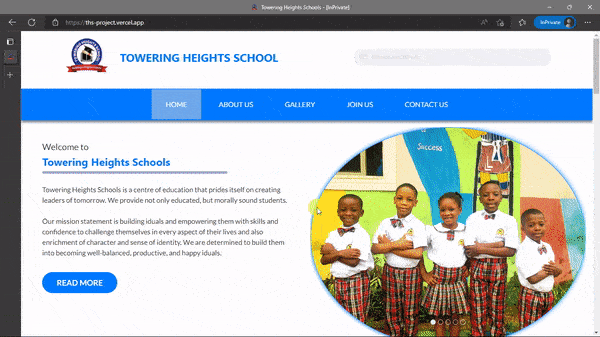 Towering Heights Schools - [InPrivate]
https://ths-project.vercel.app
InPrivate
TOWERING HEIGHTS SCHOOL
HOME
ABOUT US
GALLERY
JOIN US
CONTACT US
Welcome to
Towering Heights Schools
Towering Heights Schools is a centre of education that prides itself on creating
leaders of tomorrow. We provide not only educated, but morally sound students.
Our mission statement is building iduals and empowering them with skills and
confidence to challenge themselves in every aspect of their lives and also
enrichment of character and sense of identity. We are determined to build them
into becoming well-balanced, productive, and happy iduals.
READ MORE
Success